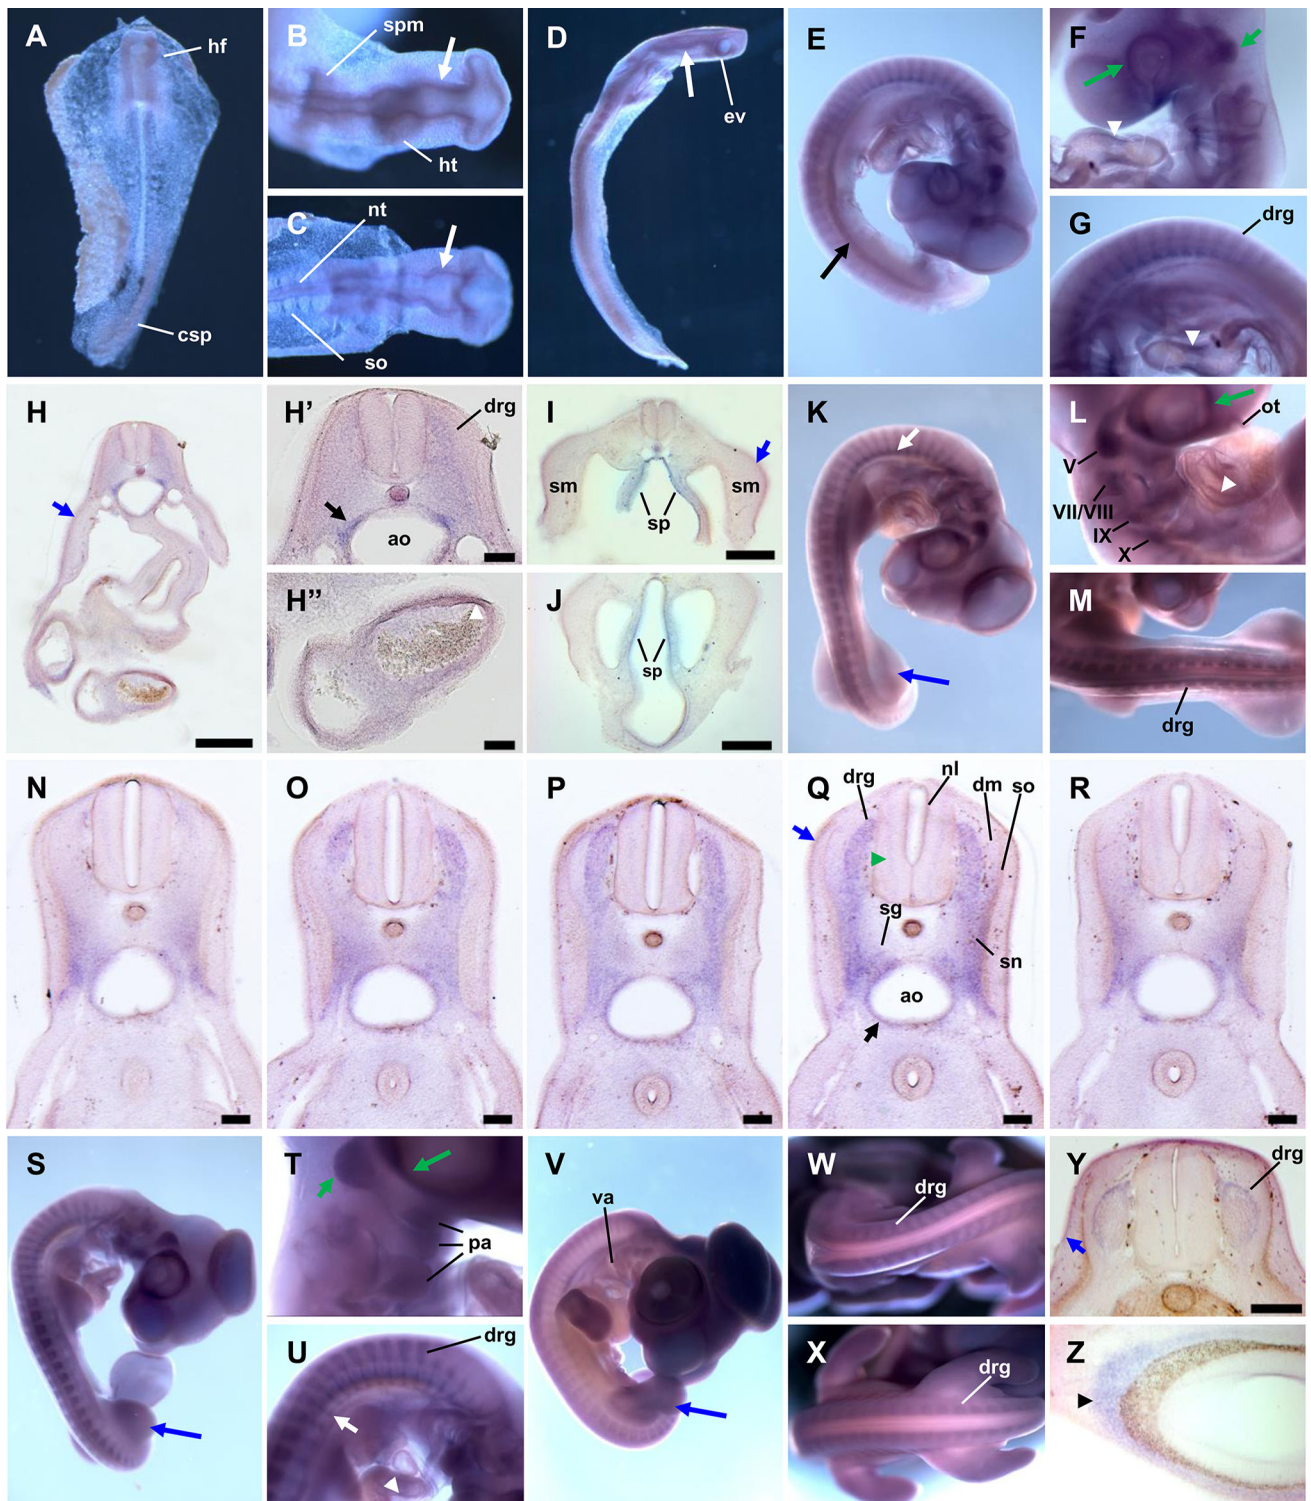 A
hf
csp
B
spm
ht
C
nt
so
D
ev
E
F
G
drg
H
H’
drg
ao
H’’
I
sm
sm
sp
J
sp
K
L
ot
V
VII/VIII
IX
X
M
drg
N
O
P
Q
drg
nl
dm
so
sg
sn
ao
R
S
T
pa
U
drg
V
va
W
drg
X
drg
Y
drg
Z